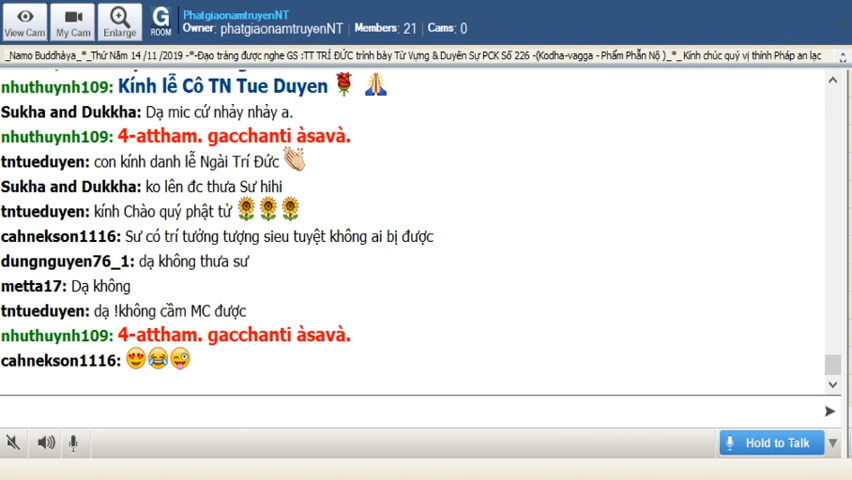 View Cam
My Cam
Enlarge
G
ROOM
PhatgiaonamtruyenNT
Owner: phatgiaonamtruyenNT Members: 21 Cams: 0
_Namo Buddhàya_*_Thứ Năm 14 /11 /2019 -*-Đạo tràng được nghe GS :TT TRÍ ĐỨC trình bày Từ Vựng & Duyên Sự PCK Số 226 -(Kodha-vagga - Phẩm Phẫn Nộ )_*_ Kính chúc quý vị thính Pháp an lạc
nhuthuynh109: Kính lễ Cô TN Tue Duyen
Sukha and Dukkha: Dạ mic cứ nhảy nhảy a.
nhuthuynh109: 4-attham. gacchanti àsavà.
tntueduyen: con kính danh lễ Ngài Trí Đức
Sukha and Dukkha: ko lên đc thưa Sư hihi
tntueduyen: kính Chào quý phật tử
cahnekson1116: Sư có trí tưởng tượng sieu tuyệt không ai bị được
dungnguyen76_1: dạ không thưa sư
metta17: Dạ không
tntueduyen: dạ !không cầm MC được
nhuthuynh109: 4-attham. gacchanti àsavà.
cahnekson1116:
Hold to Talk